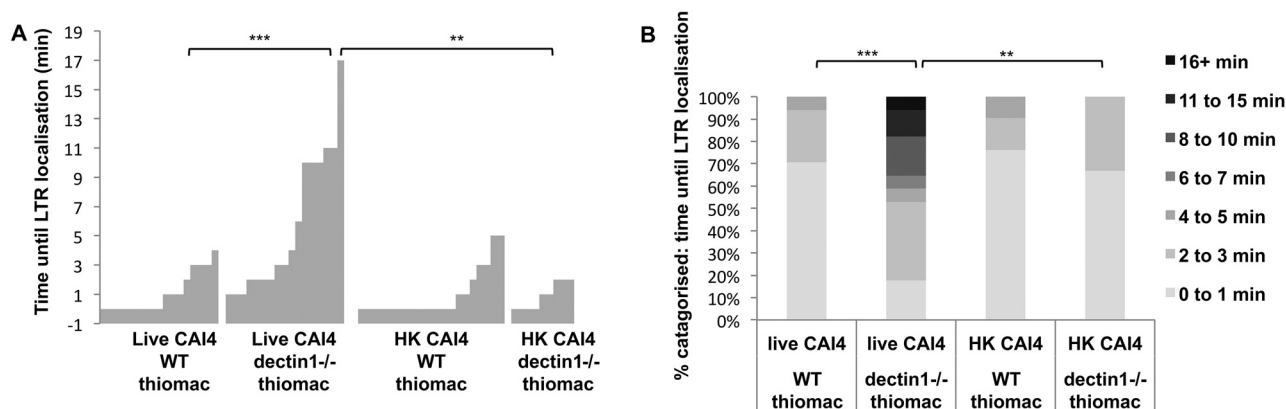 A
Time until LTR localisation (min)
19
17
15
13
11
9
7
5
3
1
-1
***
**
Live CAI4
WT
thiomac
Live CAI4
dectin1-/-
thiomac
HK CAI4
WT
thiomac
HK CAI4
dectin1-/-
thiomac
B
% catagorised: time until LTR localisation
***
**
100%
90%
80%
70%
60%
50%
40%
30%
20%
10%
0%
live CAI4
WT
thiomac
live CAI4
dectin1-/-
thiomac
HK CAI4
WT
thiomac
HK CAI4
dectin1-/-
thiomac
16+ min
11 to 15 min
8 to 10 min
6 to 7 min
4 to 5 min
2 to 3 min
0 to 1 min